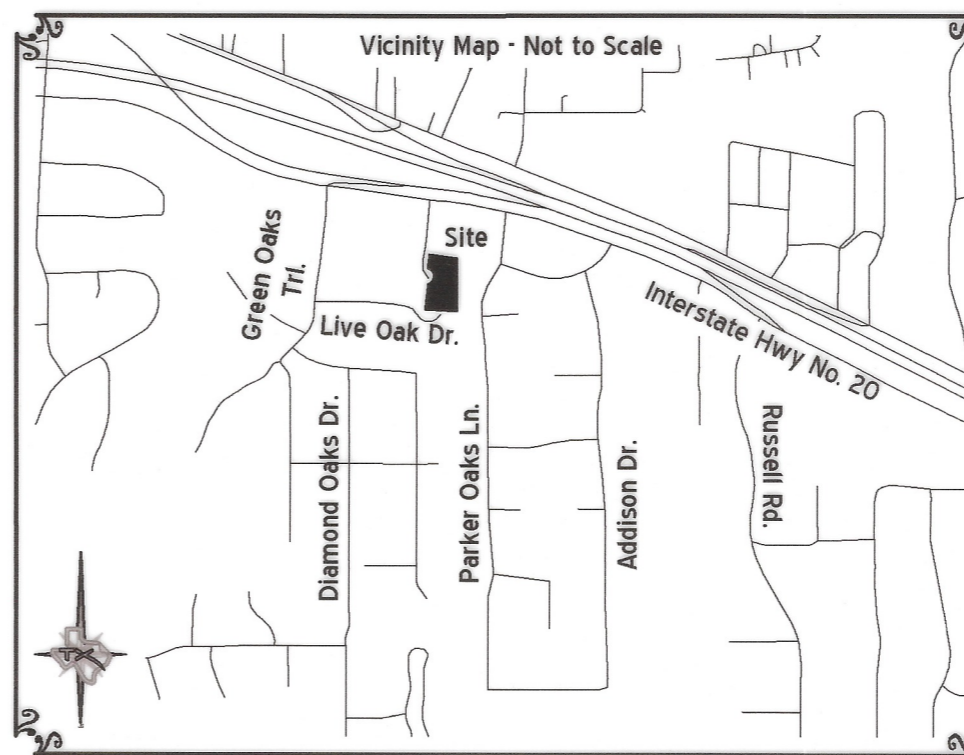 Vicinity Map - Not to Scale
Green Oaks
Trl.
Site
Live Oak Dr.
Interstate Hwy No. 20
Diamond Oaks Dr.
Parker Oaks Ln.
Addison Dr.
Russell Rd.
TX